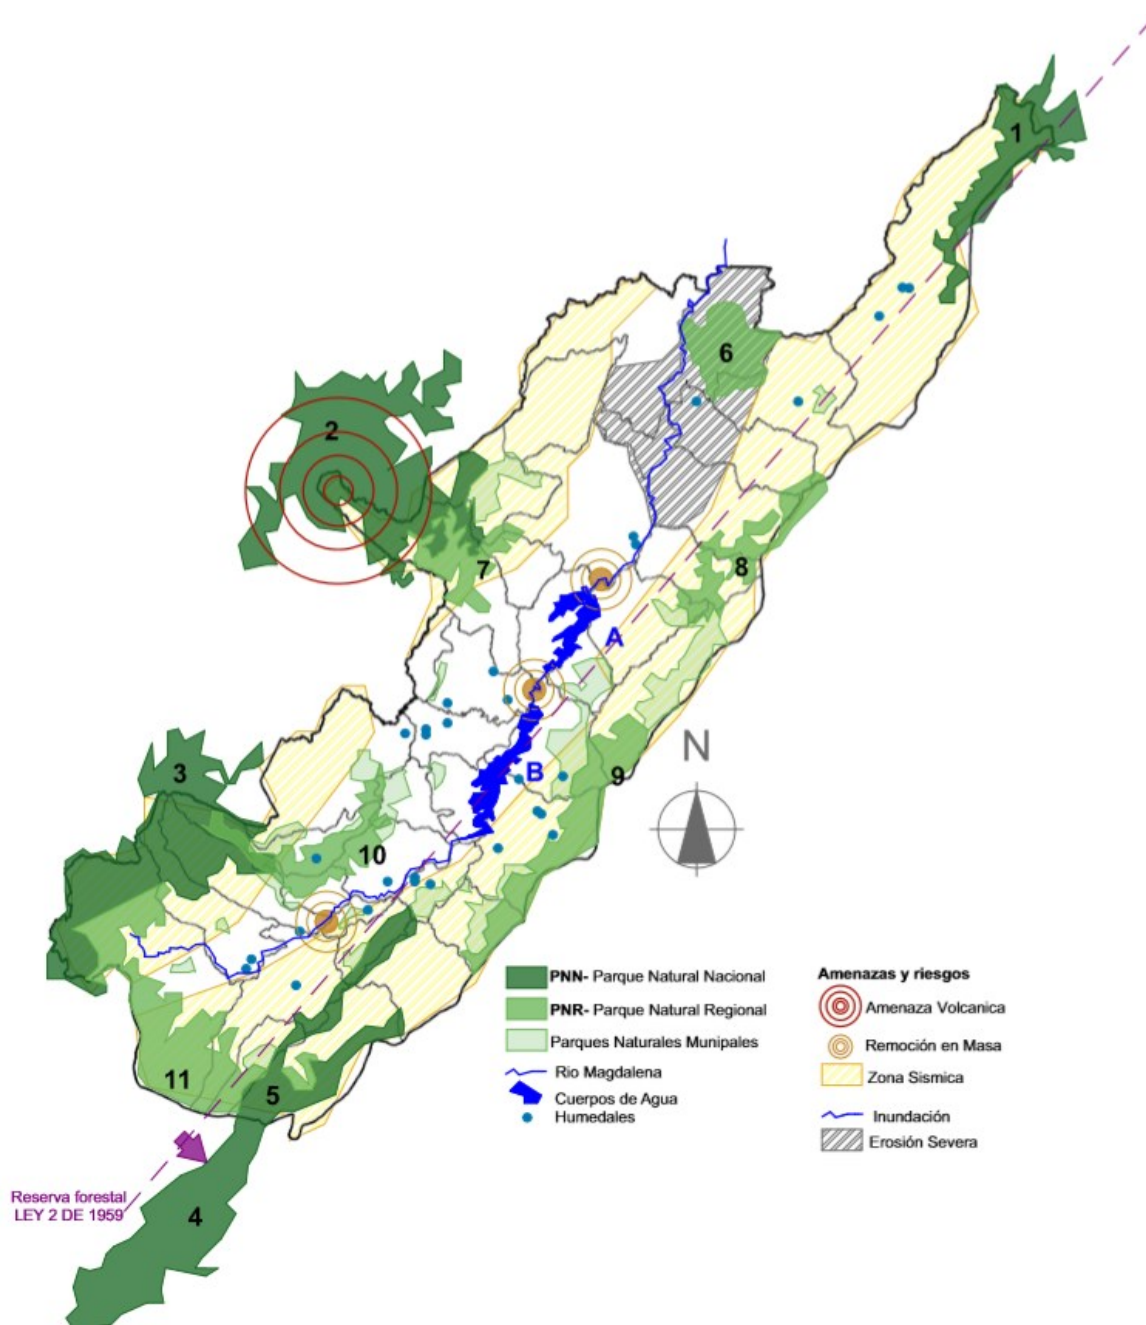 1
2
6
7
8
A
N
3
B
9
10
PNN- Parque Natural Nacional
PNR- Parque Natural Regional
Parques Naturales Munipales
Rio Magdalena
Cuerpos de Agua
Humedales
Amenazas y riesgos
Amenaza Volcanica
Remoción en Masa
Zona Sismica
Inundación
Erosión Severa
11
5
Reserva forestal
LEY 2 DE 1959
4